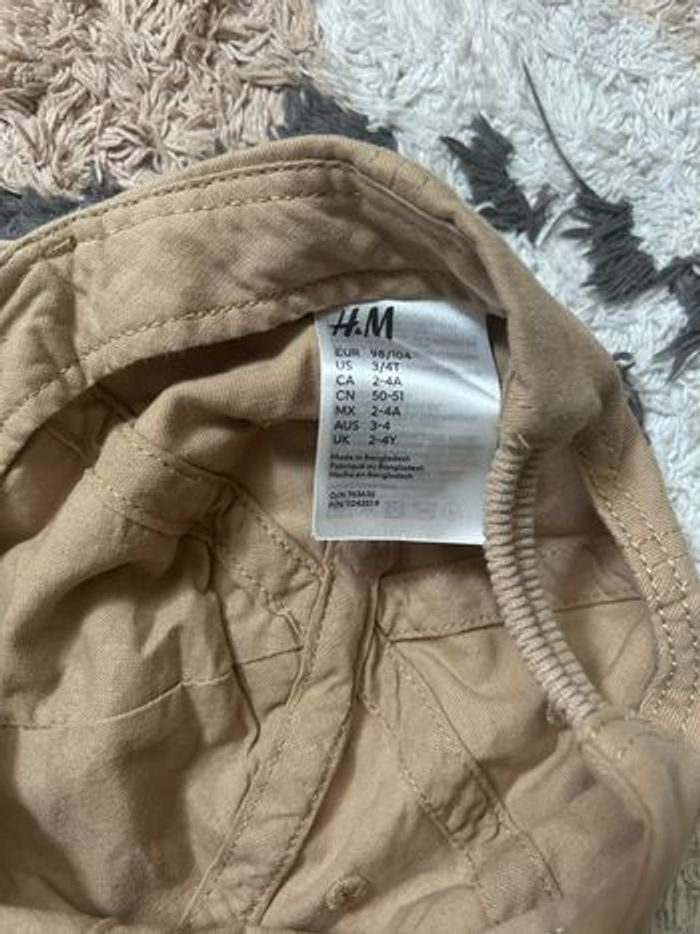 H&M
EUR 98/104
US 3/4T
CA 2-4A
CN 50-51
MX 2-4A
AUS 3-4
UK 2-4Y
Made in Bangladesh
Fabriqué au Bangladesh
Hecho en Bangladesh